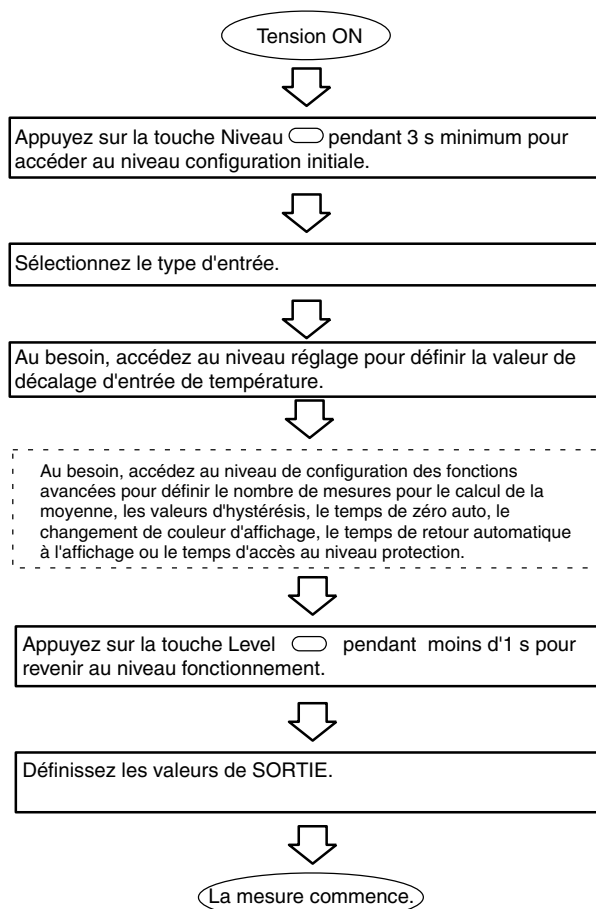 Tension ON
Appuyez sur la touche Niveau pendant 3 s minimum pour
accéder au niveau configuration initiale.
Sélectionnez le type d'entrée.
Au besoin, accédez au niveau réglage pour définir la valeur de
décalage d'entrée de température.
Au besoin, accédez au niveau de configuration des fonctions
avancées pour définir le nombre de mesures pour le calcul de la
moyenne, les valeurs d'hystérésis, le temps de zéro auto, le
changement de couleur d'affichage, le temps de retour automatique
à l'affichage ou le temps d'accès au niveau protection.
Appuyez sur la touche Level pendant moins d'1 s pour
revenir au niveau fonctionnement.
Définissez les valeurs de SORTIE.
La mesure commence.